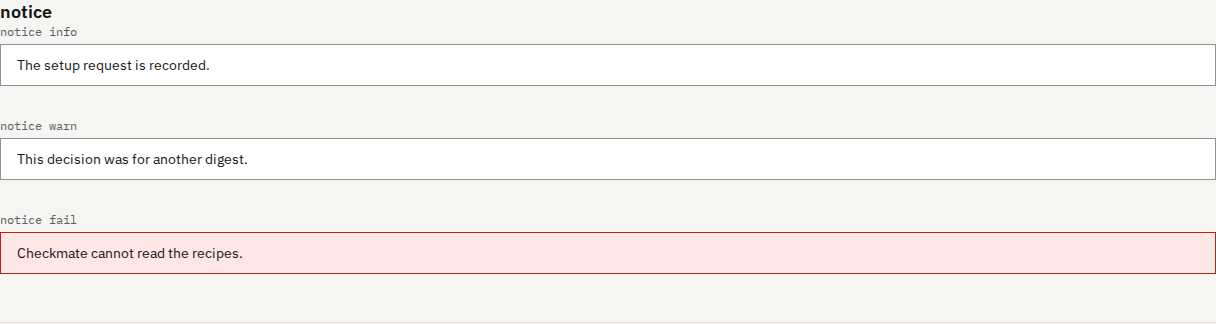 notice
notice info
The setup request is recorded.
notice warn
This decision was for another digest.
notice fail
Checkmate cannot read the recipes.